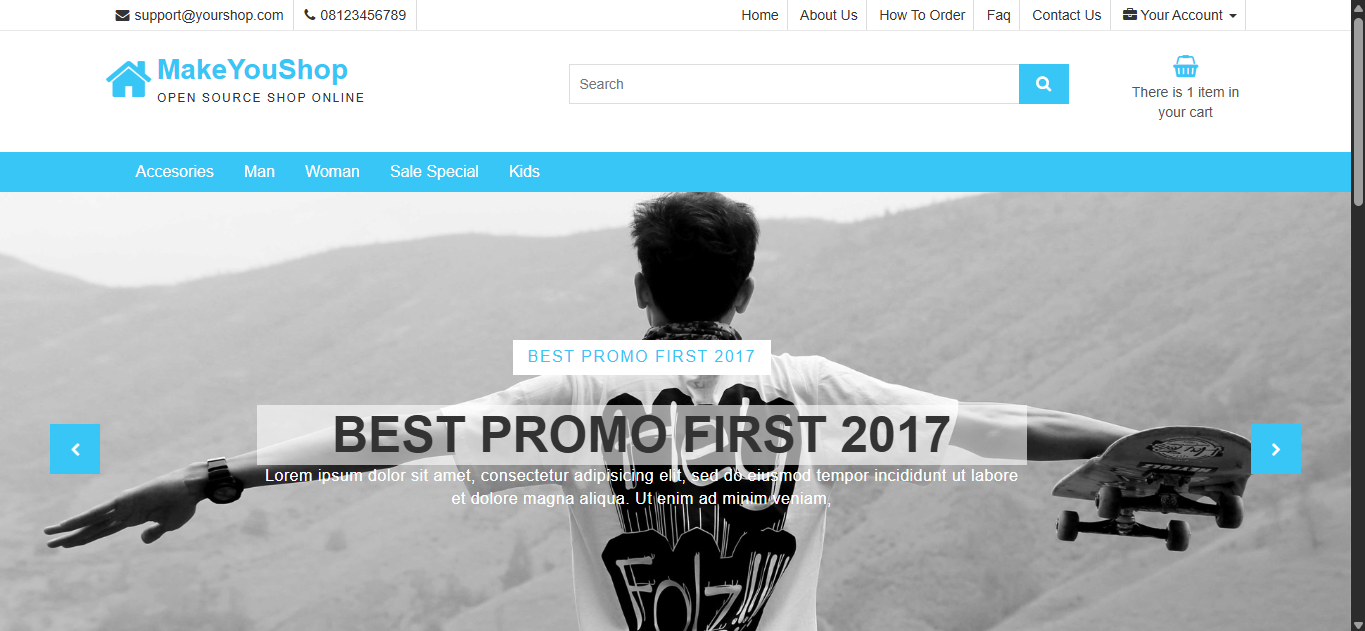 support@yourshop.com
08123456789
Home
About Us
How To Order
Faq
Contact Us
Your Account
MakeYouShop
OPEN SOURCE SHOP ONLINE
Search
There is 1 item in
your cart
Accesories
Man
Woman
Sale Special
Kids
BEST PROMO FIRST 2017
BEST PROMO FIRST 2017
Lorem ipsum dolor sit amet, consectetur adipisicing elit, sed do eiusmod tempor incididunt ut labore
et dolore magna aliqua. Ut enim ad minim veniam,